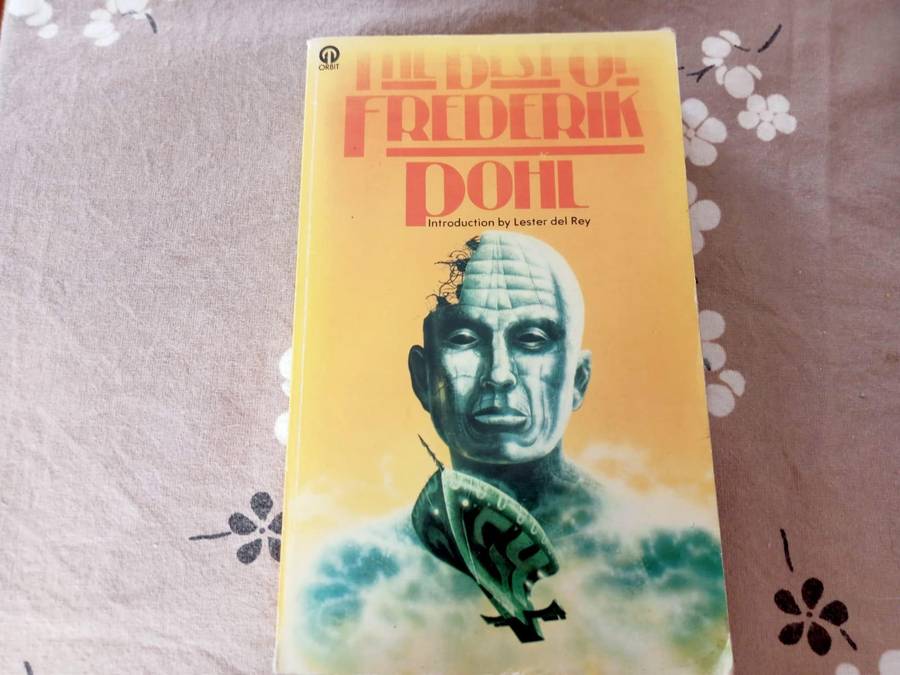 ORBIT
THE BEST OF
FREDERIK
POHL
Introduction by Lester del Rey